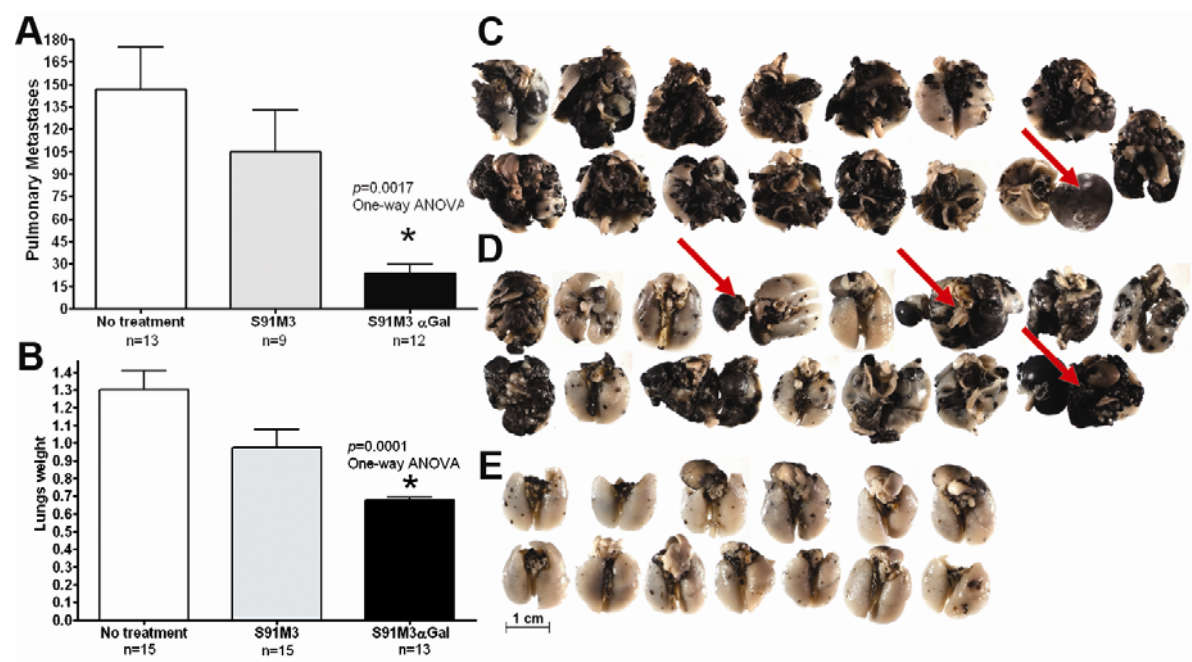 A
180
165
150
135
120
105
90
75
60
45
30
15
0
Pulmonary Metastases
p=0.0017
One-way ANOVA
*
No treatment
n=13
S91M3
n=9
S91M3 αGal
n=12
B
1.4
1.3
1.2
1.1
1.0
0.9
0.8
0.7
0.6
0.5
0.4
0.3
0.2
0.1
0.0
Lungs weight
p=0.0001
One-way ANOVA
*
No treatment
n=15
S91M3
n=15
S91M3αGal
n=13
C
D
E
1 cm